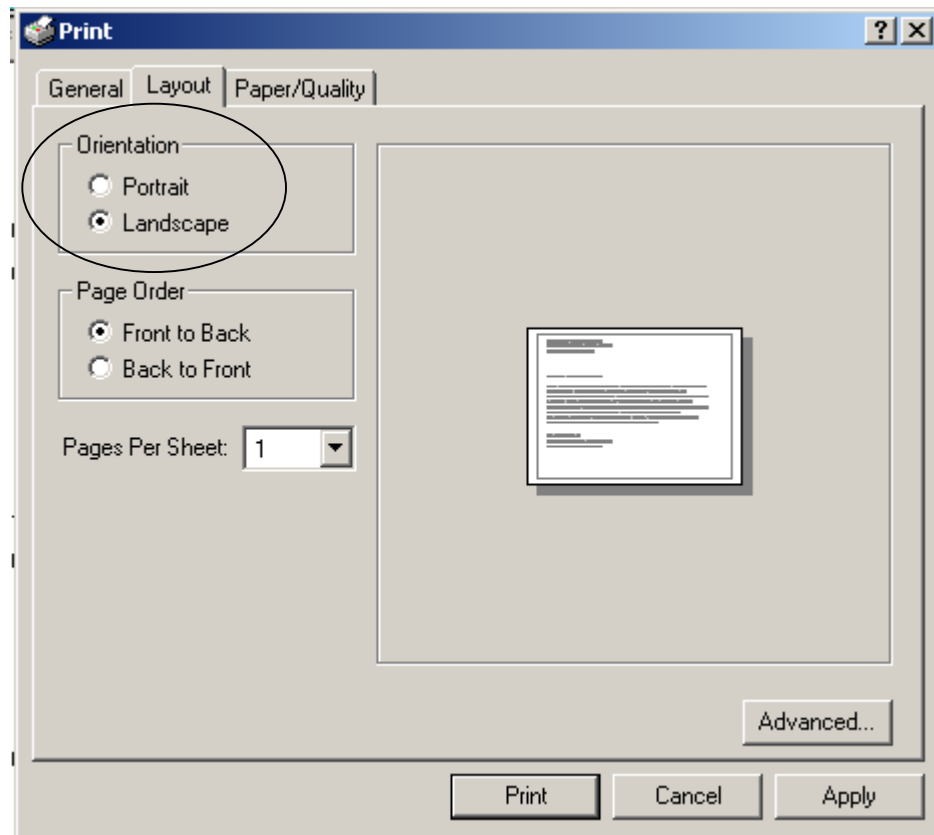 Print
General Layout Paper/Quality
Orientation
Portrait
Landscape
Page Order
Front to Back
Back to Front
Pages Per Sheet: 1
Advanced...
Print Cancel Apply